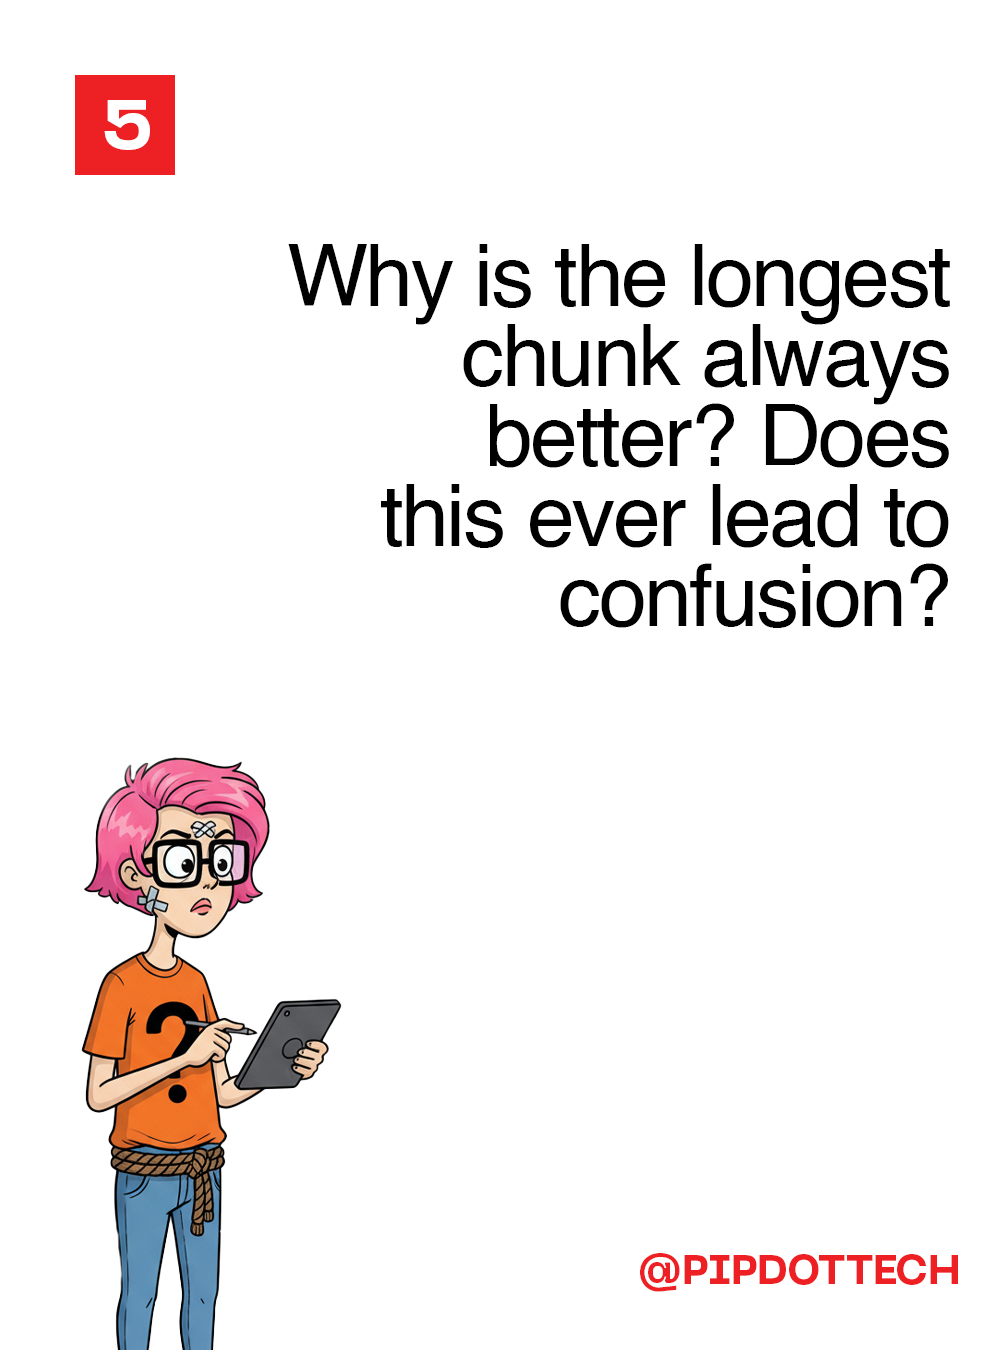 5
Why is the longest
chunk always
better? Does
this ever lead to
confusion?
?
@PIPDOTTECH